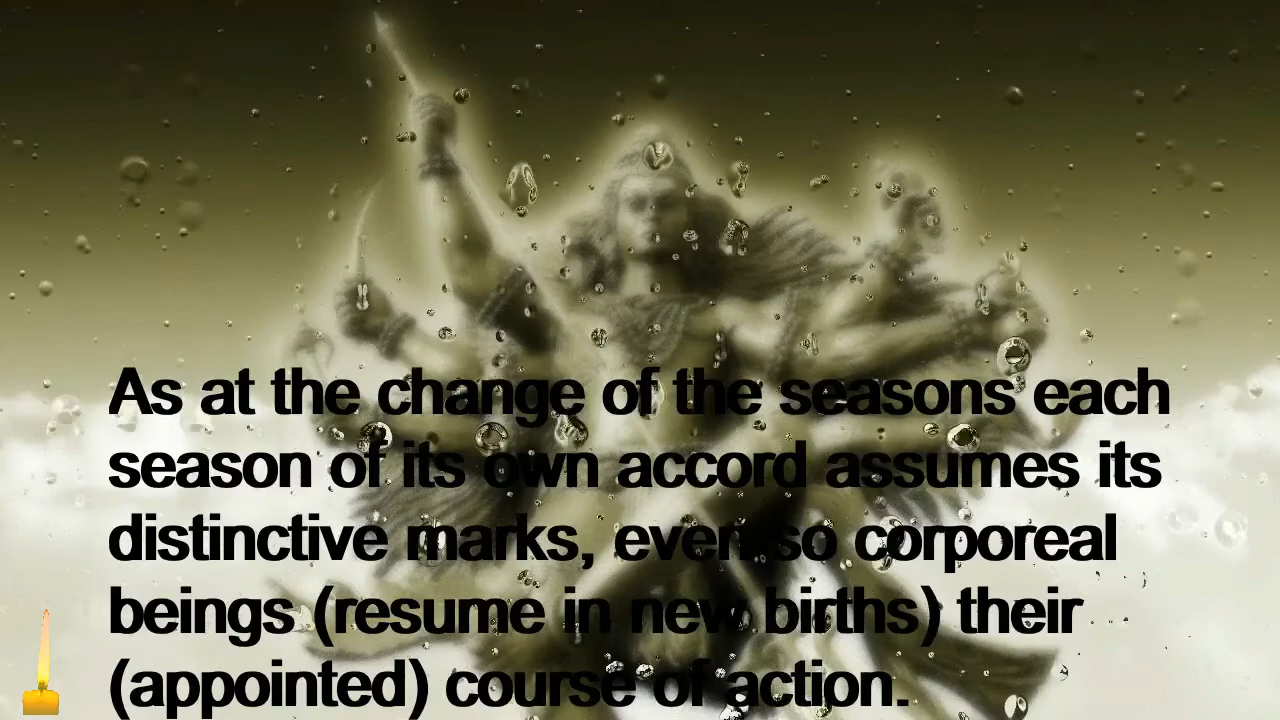 As at the change of the seasons each
season of its own accord assumes its
distinctive marks, even so corporeal
beings (resume in new births) their
(appointed) course of action.